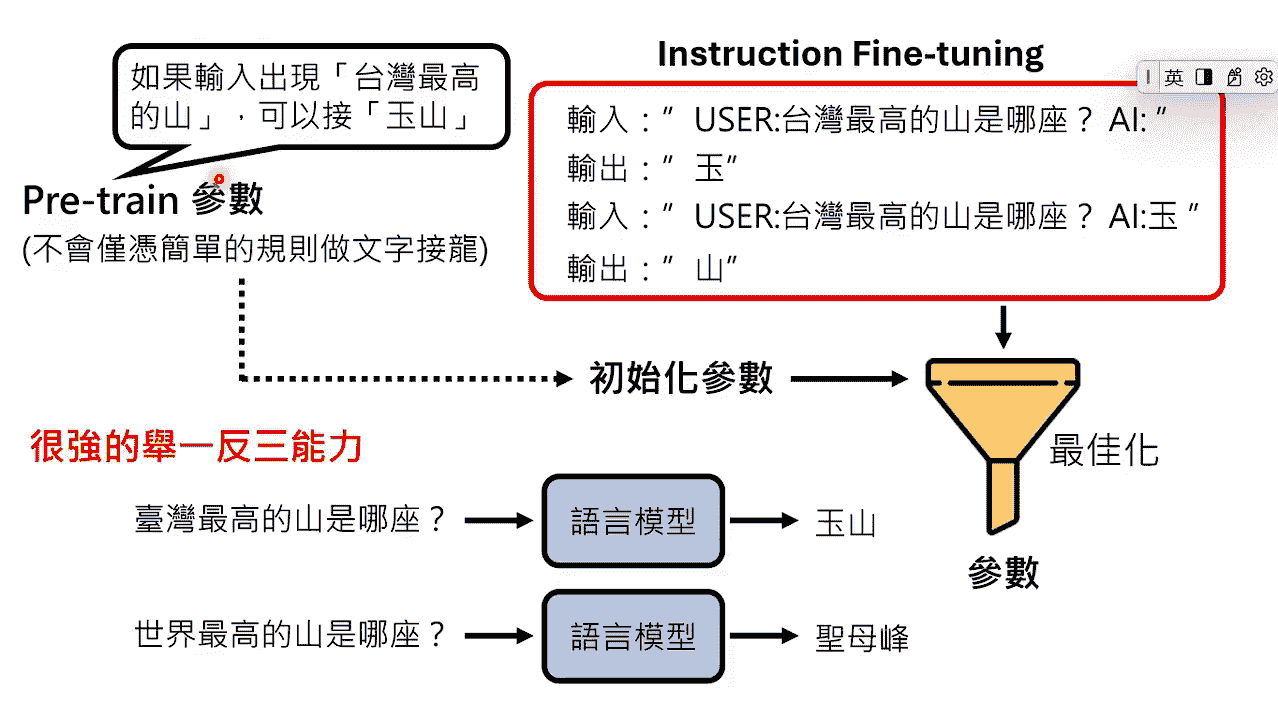 Instruction Fine-tuning
如果輸入出現「台灣最高
的山」，可以接「玉山」
英
輸入：”USER:台灣最高的山是哪座？ AI: ”
輸出：”玉”
輸入：”USER:台灣最高的山是哪座？ AI:玉 ”
輸出：”山”
Pre-train 參數
(不會僅憑簡單的規則做文字接龍)
初始化參數
最佳化
參數
很強的舉一反三能力
臺灣最高的山是哪座？
語言模型
玉山
世界最高的山是哪座？
語言模型
聖母峰